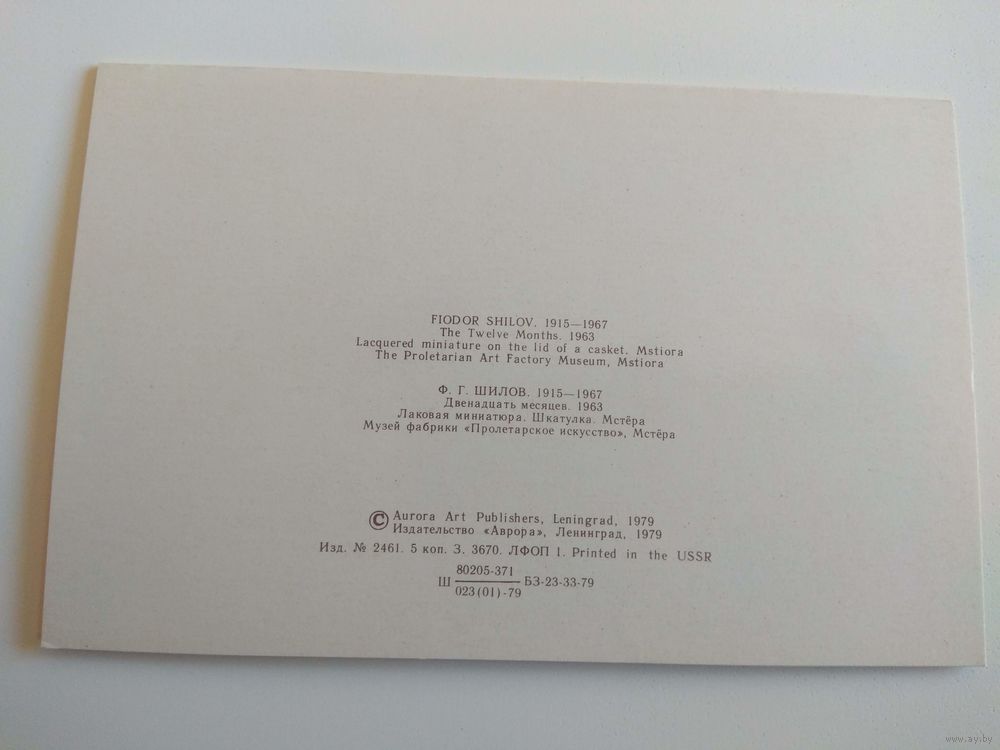 FIODOR SHILOV. 1915—1967
The Twelve Months. 1963
Lacquered miniature on the lid of a casket. Mstiora
The Proletarian Art Factory Museum, Mstiora
Ф. Г. ШИЛОВ. 1915—1967
Двенадцать месяцев. 1963
Лаковая миниатюра. Шкатулка. Мстёра
Музей фабрики «Пролетарское искусство», Мстёра
© Aurora Art Publishers, Leningrad, 1979
Издательство «Аврора», Ленинград, 1979
Изд. № 2461. 5 коп. З. 3670. ЛФОП 1. Printed in the USSR
80205-371
Ш  023(01)-79 БЗ-23-33-79
www.ay.by